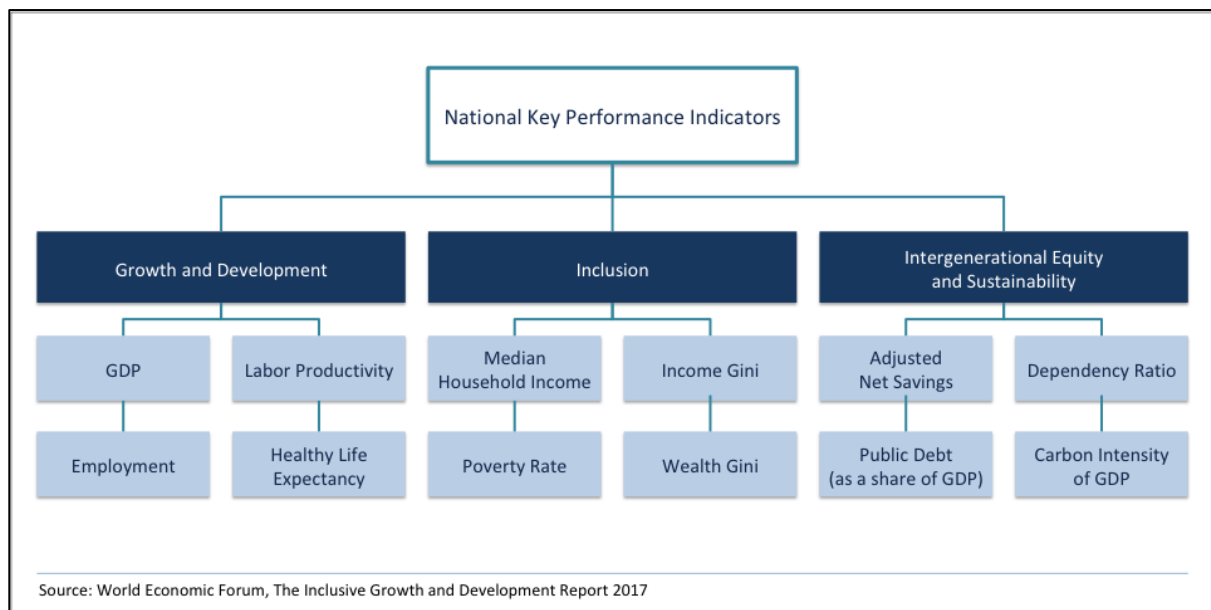 National Key Performance Indicators
Growth and Development
Inclusion
Intergenerational Equity
and Sustainability
GDP
Labor Productivity
Median
Household Income
Income Gini
Adjusted
Net Savings
Dependency Ratio
Employment
Healthy Life
Expectancy
Poverty Rate
Wealth Gini
Public Debt
(as a share of GDP)
Carbon Intensity
of GDP
Source: World Economic Forum, The Inclusive Growth and Development Report 2017